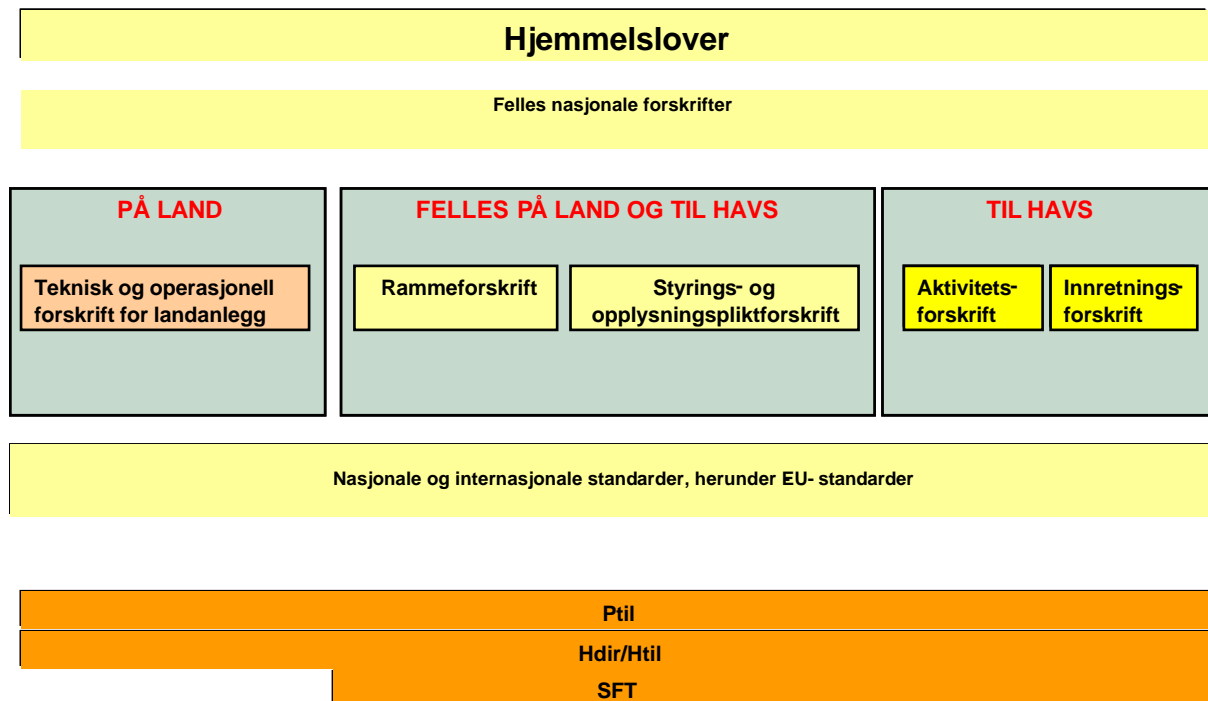 Hjemmelslover
Felles nasjonale forskrifter
PÅ LAND
Teknisk og operasjonell
forskrift for landanlegg
FELLES PÅ LAND OG TIL HAVS
Rammeforskrift
Styrings- og
opplysningspliktforskrift
TIL HAVS
Aktivitets-
forskrift
Innretnings-
forskrift
Nasjonale og internasjonale standarder, herunder EU- standarder
Ptil
Hdir/Htil
SFT